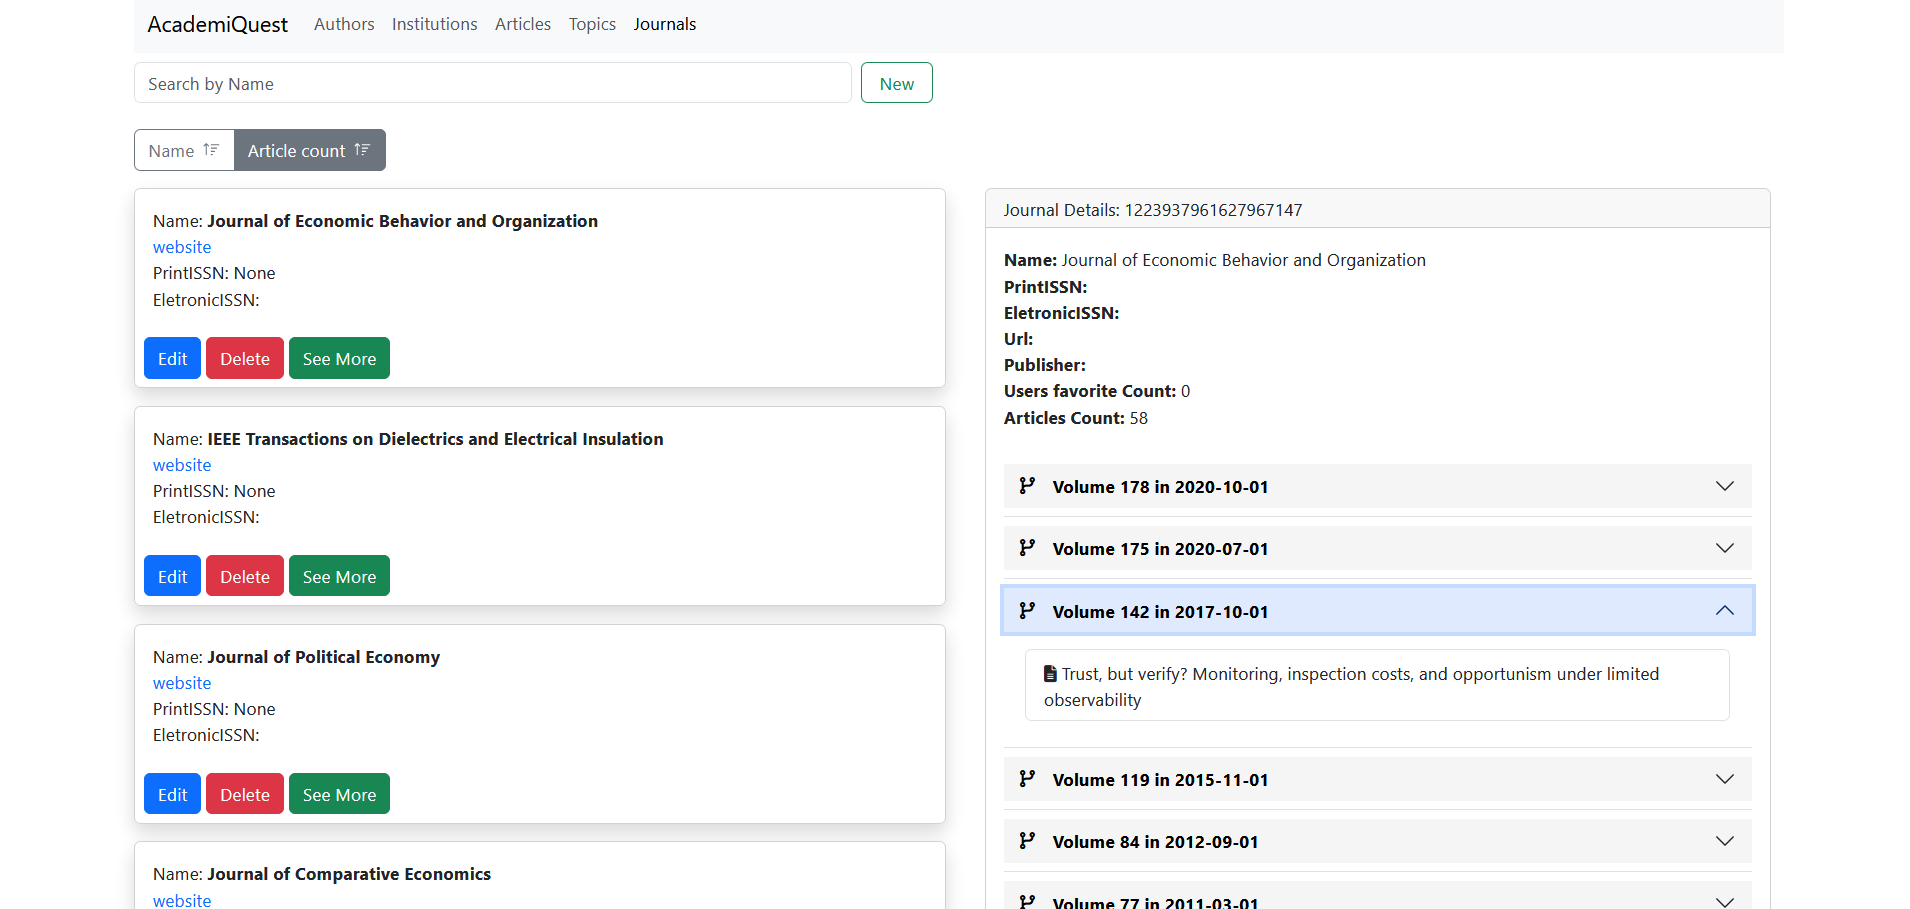 AcademiQuest Authors Institutions Articles Topics Journals
Search by Name
New
Name
Article count
Name: Journal of Economic Behavior and Organization
website
PrintISSN: None
EletronicISSN:
Edit Delete See More
Name: IEEE Transactions on Dielectrics and Electrical Insulation
website
PrintISSN: None
EletronicISSN:
Edit Delete See More
Name: Journal of Political Economy
website
PrintISSN: None
EletronicISSN:
Edit Delete See More
Name: Journal of Comparative Economics
website
Journal Details: 1223937961627967147
Name: Journal of Economic Behavior and Organization
PrintISSN:
EletronicISSN:
Url:
Publisher:
Users favorite Count: 0
Articles Count: 58
Volume 178 in 2020-10-01
Volume 175 in 2020-07-01
Volume 142 in 2017-10-01
Trust, but verify? Monitoring, inspection costs, and opportunism under limited
observability
Volume 119 in 2015-11-01
Volume 84 in 2012-09-01
Volume 77 in 2011-03-01